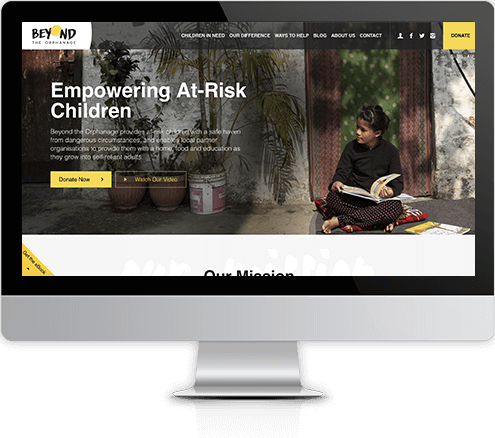 BEYOND
THE ORPHANAGE
CHILDREN IN NEED OUR DIFFERENCE WAYS TO HELP BLOG ABOUT US CONTACT
DONATE
Empowering At-Risk
Children
Beyond the Orphanage provides at-risk children with a safe haven
from dangerous circumstances, and enables local partner
organisations to provide them with a home, food and education as
they grow into self-reliant adults.
Donate Now
Watch Our Video
Get the eBook
Our Mission